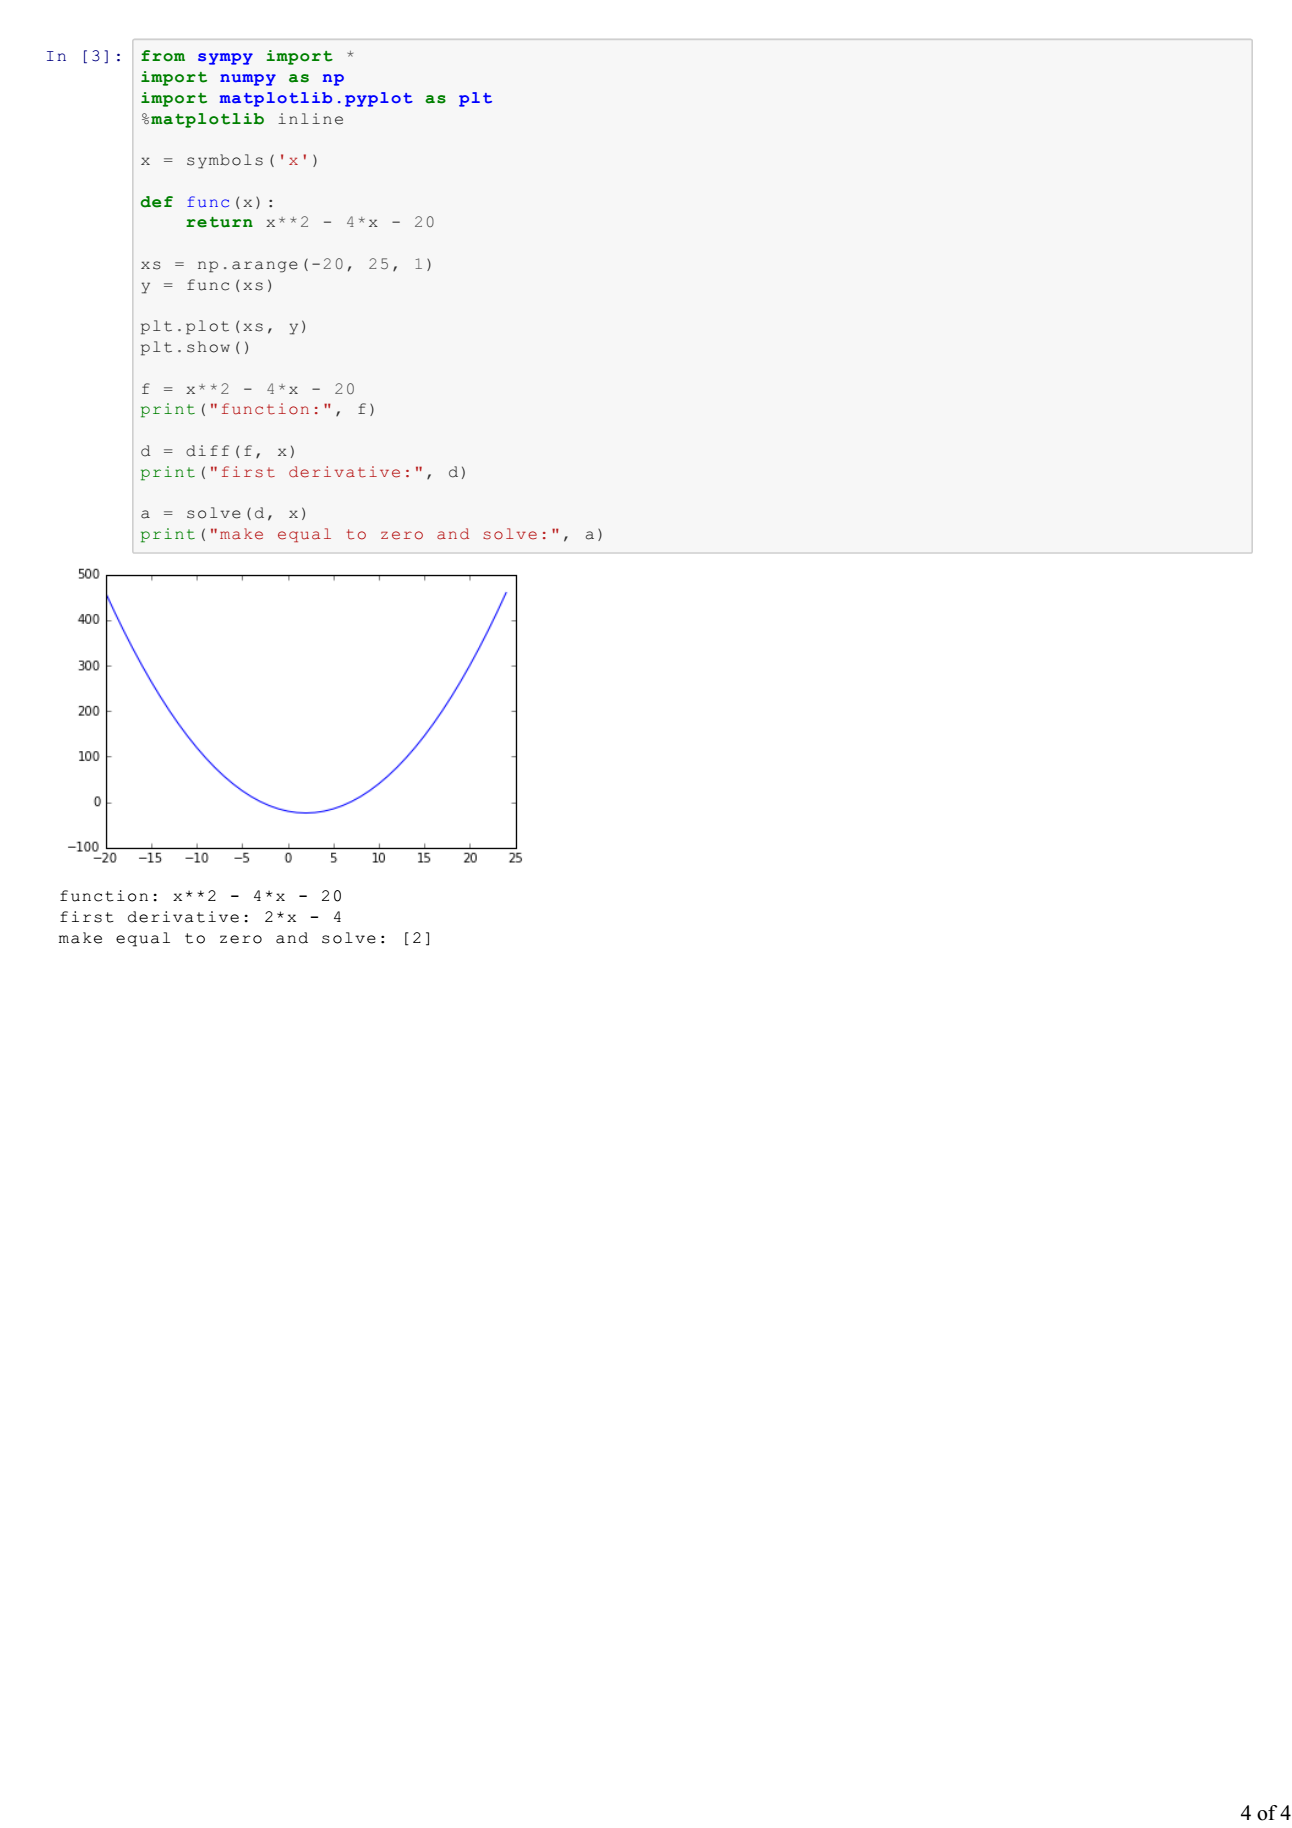 In [3]: from sympy import *
import numpy as np
import matplotlib.pyplot as plt
%matplotlib inline
x = symbols('x')
def func(x):
    return x**2 - 4*x - 20
xs = np.arange(-20, 25, 1)
y = func(xs)
plt.plot(xs, y)
plt.show()
f = x**2 - 4*x - 20
print("function:", f)
d = diff(f, x)
print("first derivative:", d)
a = solve(d, x)
print("make equal to zero and solve:", a)
500
400
300
200
100
0
−100
−20 −15 −10 −5 0 5 10 15 20 25
function: x**2 - 4*x - 20
first derivative: 2*x - 4
make equal to zero and solve: [2]
4 of 4